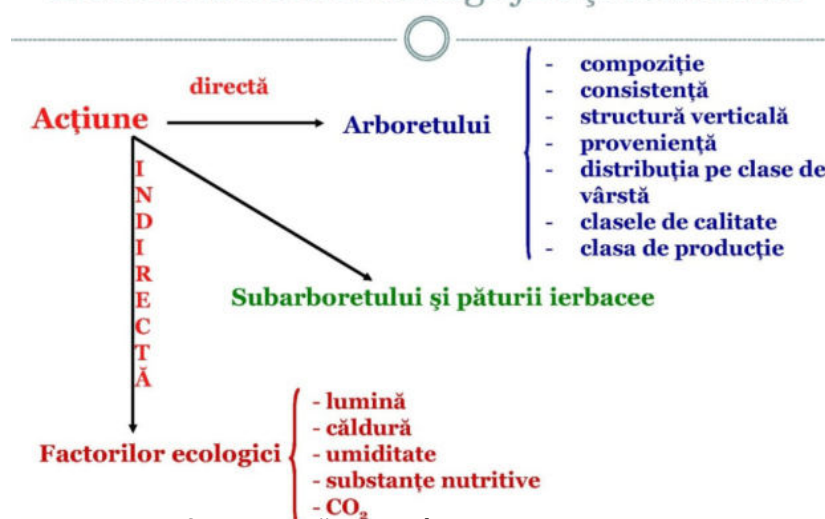 directă
Acţiune
Arboretului
- compoziţie
- consistenţă
- structură verticală
- provenienţă
- distribuţia pe clase de
vârstă
- clasele de calitate
- clasa de producţie
INDIRECTĂ
Subarboretului şi păturii ierbacee
Factorilor ecologici
- lumină
- căldură
- umiditate
- substanţe nutritive
- CO₂